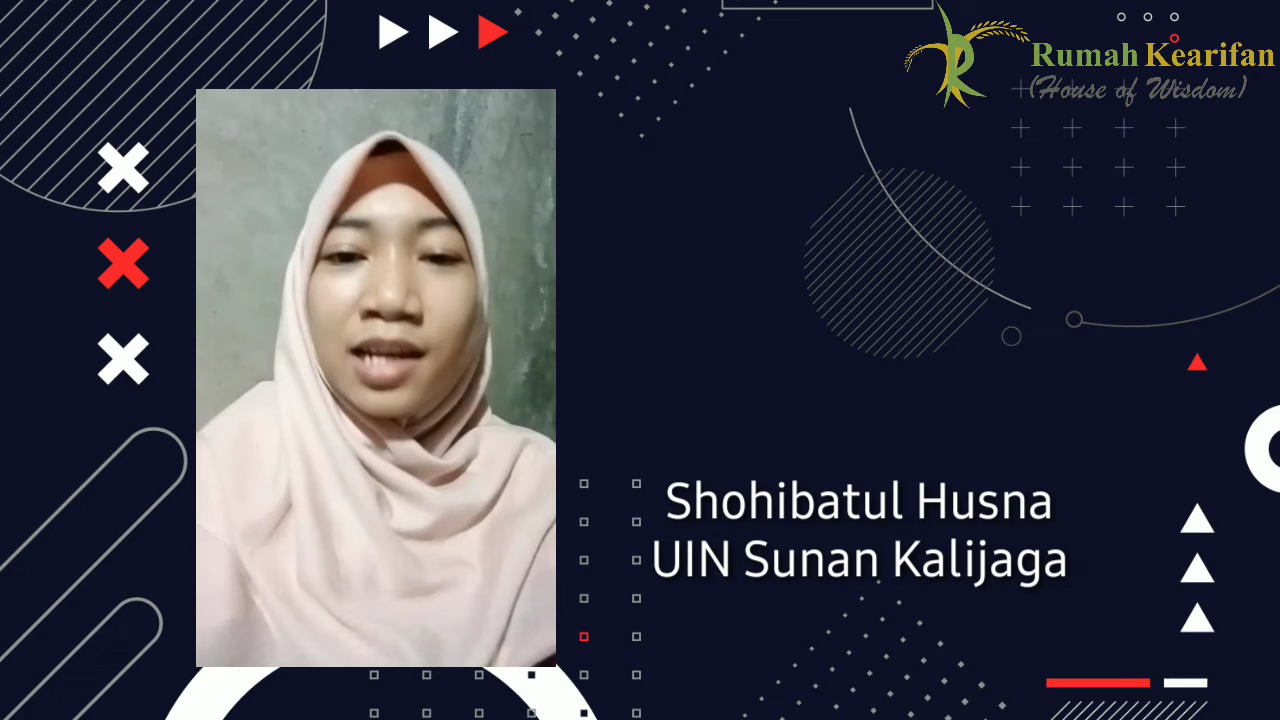 Rumah Kearifan
(House of Wisdom)
Shohibatul Husna
UIN Sunan Kalijaga